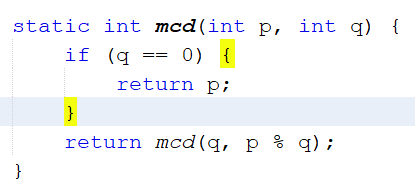 static int mcd(int p, int q) {
    if (q == 0) {
        return p;
    }
    return mcd(q, p % q);
}